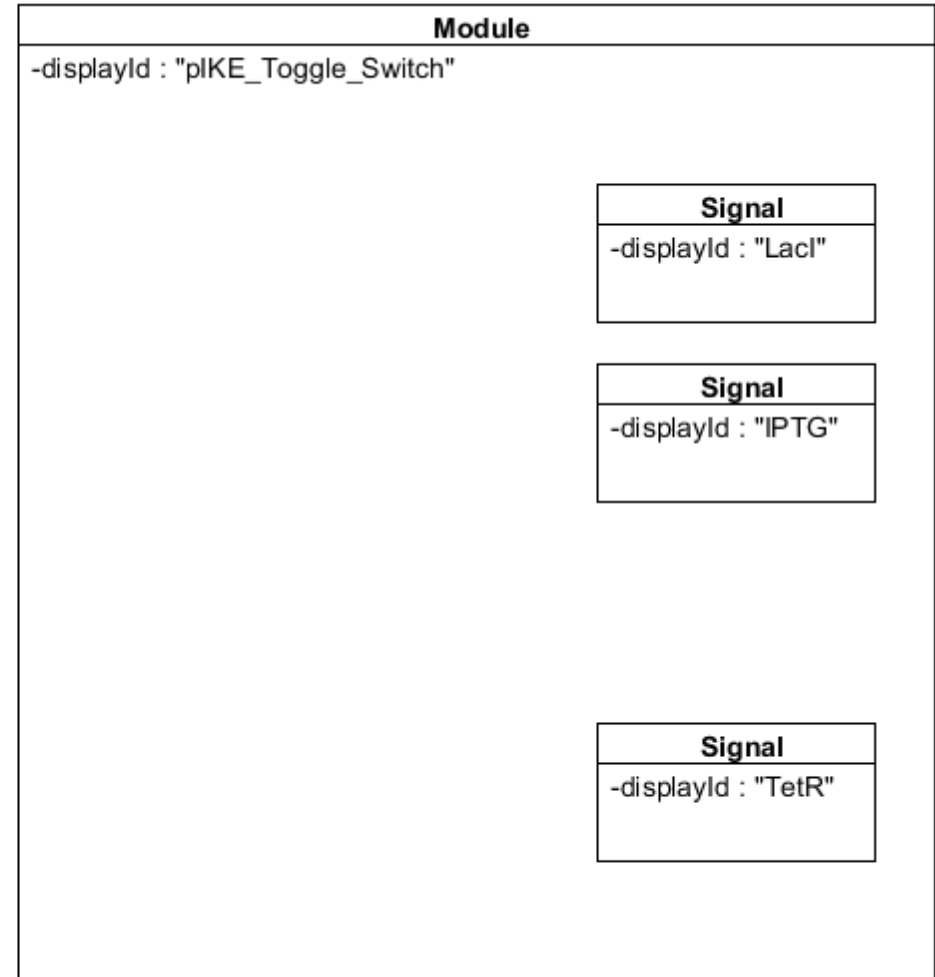 Module
-displayId : "pIKE_Toggle_Switch"
Signal
-displayId : "LacI"
Signal
-displayId : "IPTG"
Signal
-displayId : "TetR"